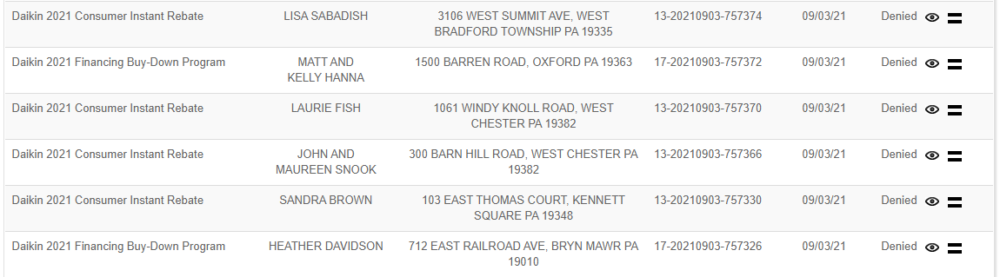 Daikin 2021 Consumer Instant Rebate LISA SABADISH 3106 WEST SUMMIT AVE, WEST 13-20210903-757374 09/03/21 Denied
BRADFORD TOWNSHIP PA 19335
Daikin 2021 Financing Buy-Down Program MATT AND 1500 BARREN ROAD, OXFORD PA 19363 17-20210903-757372 09/03/21 Denied
KELLY HANNA
Daikin 2021 Consumer Instant Rebate LAURIE FISH 1061 WINDY KNOLL ROAD, WEST 13-20210903-757370 09/03/21 Denied
CHESTER PA 19382
Daikin 2021 Consumer Instant Rebate JOHN AND 300 BARN HILL ROAD, WEST CHESTER PA 13-20210903-757366 09/03/21 Denied
MAUREEN SNOOK 19382
Daikin 2021 Consumer Instant Rebate SANDRA BROWN 103 EAST THOMAS COURT, KENNETT 13-20210903-757330 09/03/21 Denied
SQUARE PA 19348
Daikin 2021 Financing Buy-Down Program HEATHER DAVIDSON 712 EAST RAILROAD AVE, BRYN MAWR PA 17-20210903-757326 09/03/21 Denied
19010